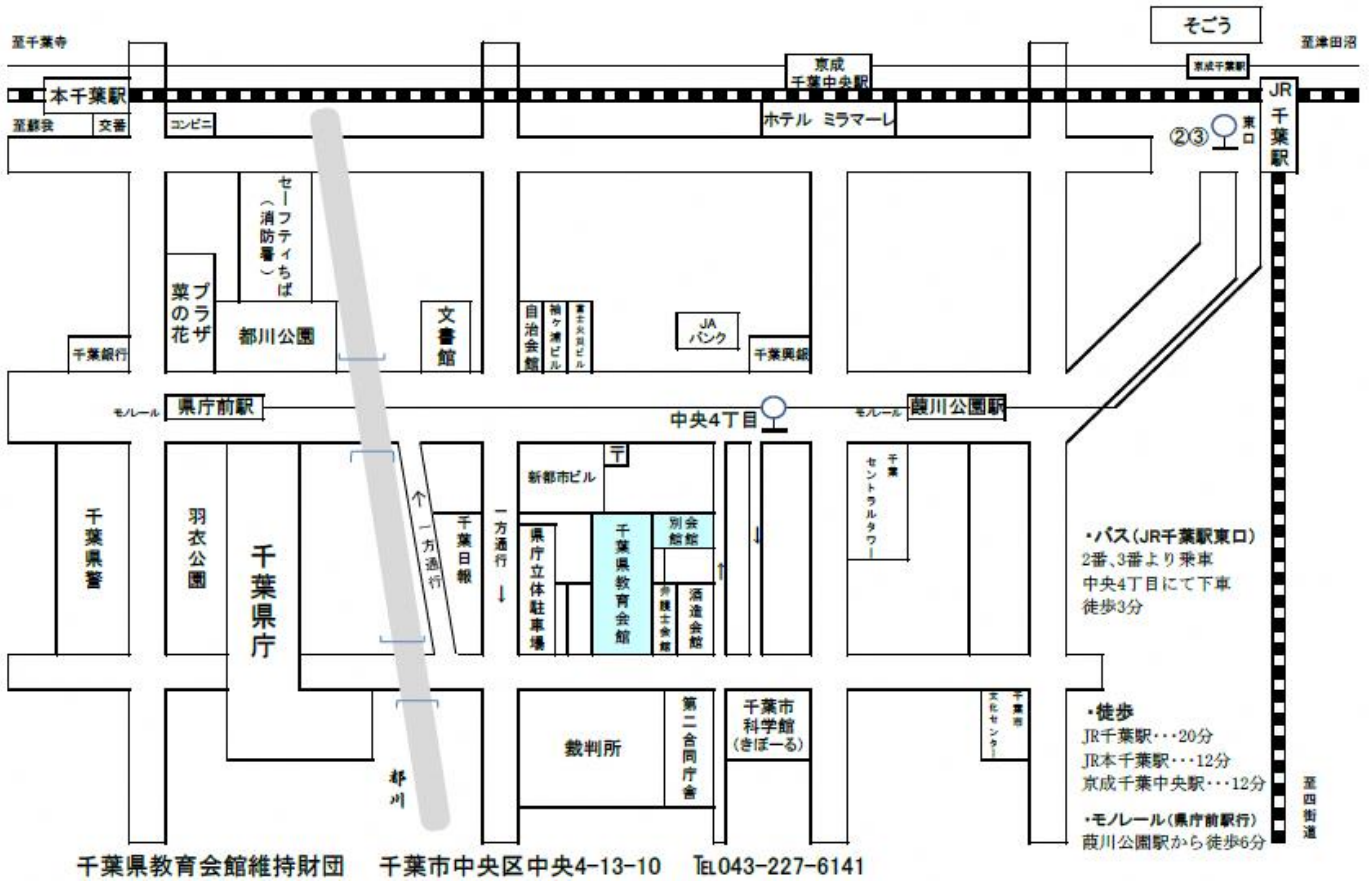 そごう
至千葉寺
至津田沼
京成
千葉中央駅
京成千葉駅
本千葉駅
JR
千葉駅
至蘇我
交番
コンビニ
ホテル ミラマーレ
②③
東口
セーフティちば
（消防署）
プラザ
菜の花
都川公園
文書館
自治会館
袖ヶ浦ビル
富士火災ビル
JA
バンク
千葉銀行
千葉興銀
モノレール
県庁前駅
中央4丁目
モノレール
葭川公園駅
千葉県警
羽衣公園
千葉県庁
↑
一方通行
千葉日報
一方通行
↓
新都市ビル
〒
県庁立体駐車場
千葉県教育会館
会館
別館
弁護士会館
酒造会館
↑
↓
千葉
セントラルタワー
・バス(JR千葉駅東口)
2番、3番より乗車
中央4丁目にて下車
徒歩3分
裁判所
第二合同庁舎
千葉市
科学館
(きぼーる)
千葉市
文化センター
都川
・徒歩
JR千葉駅･･･20分
JR本千葉駅･･･12分
京成千葉中央駅･･･12分
・モノレール(県庁前駅行)
葭川公園駅から徒歩6分
至四街道
千葉県教育会館維持財団　千葉市中央区中央4-13-10　℡043-227-6141